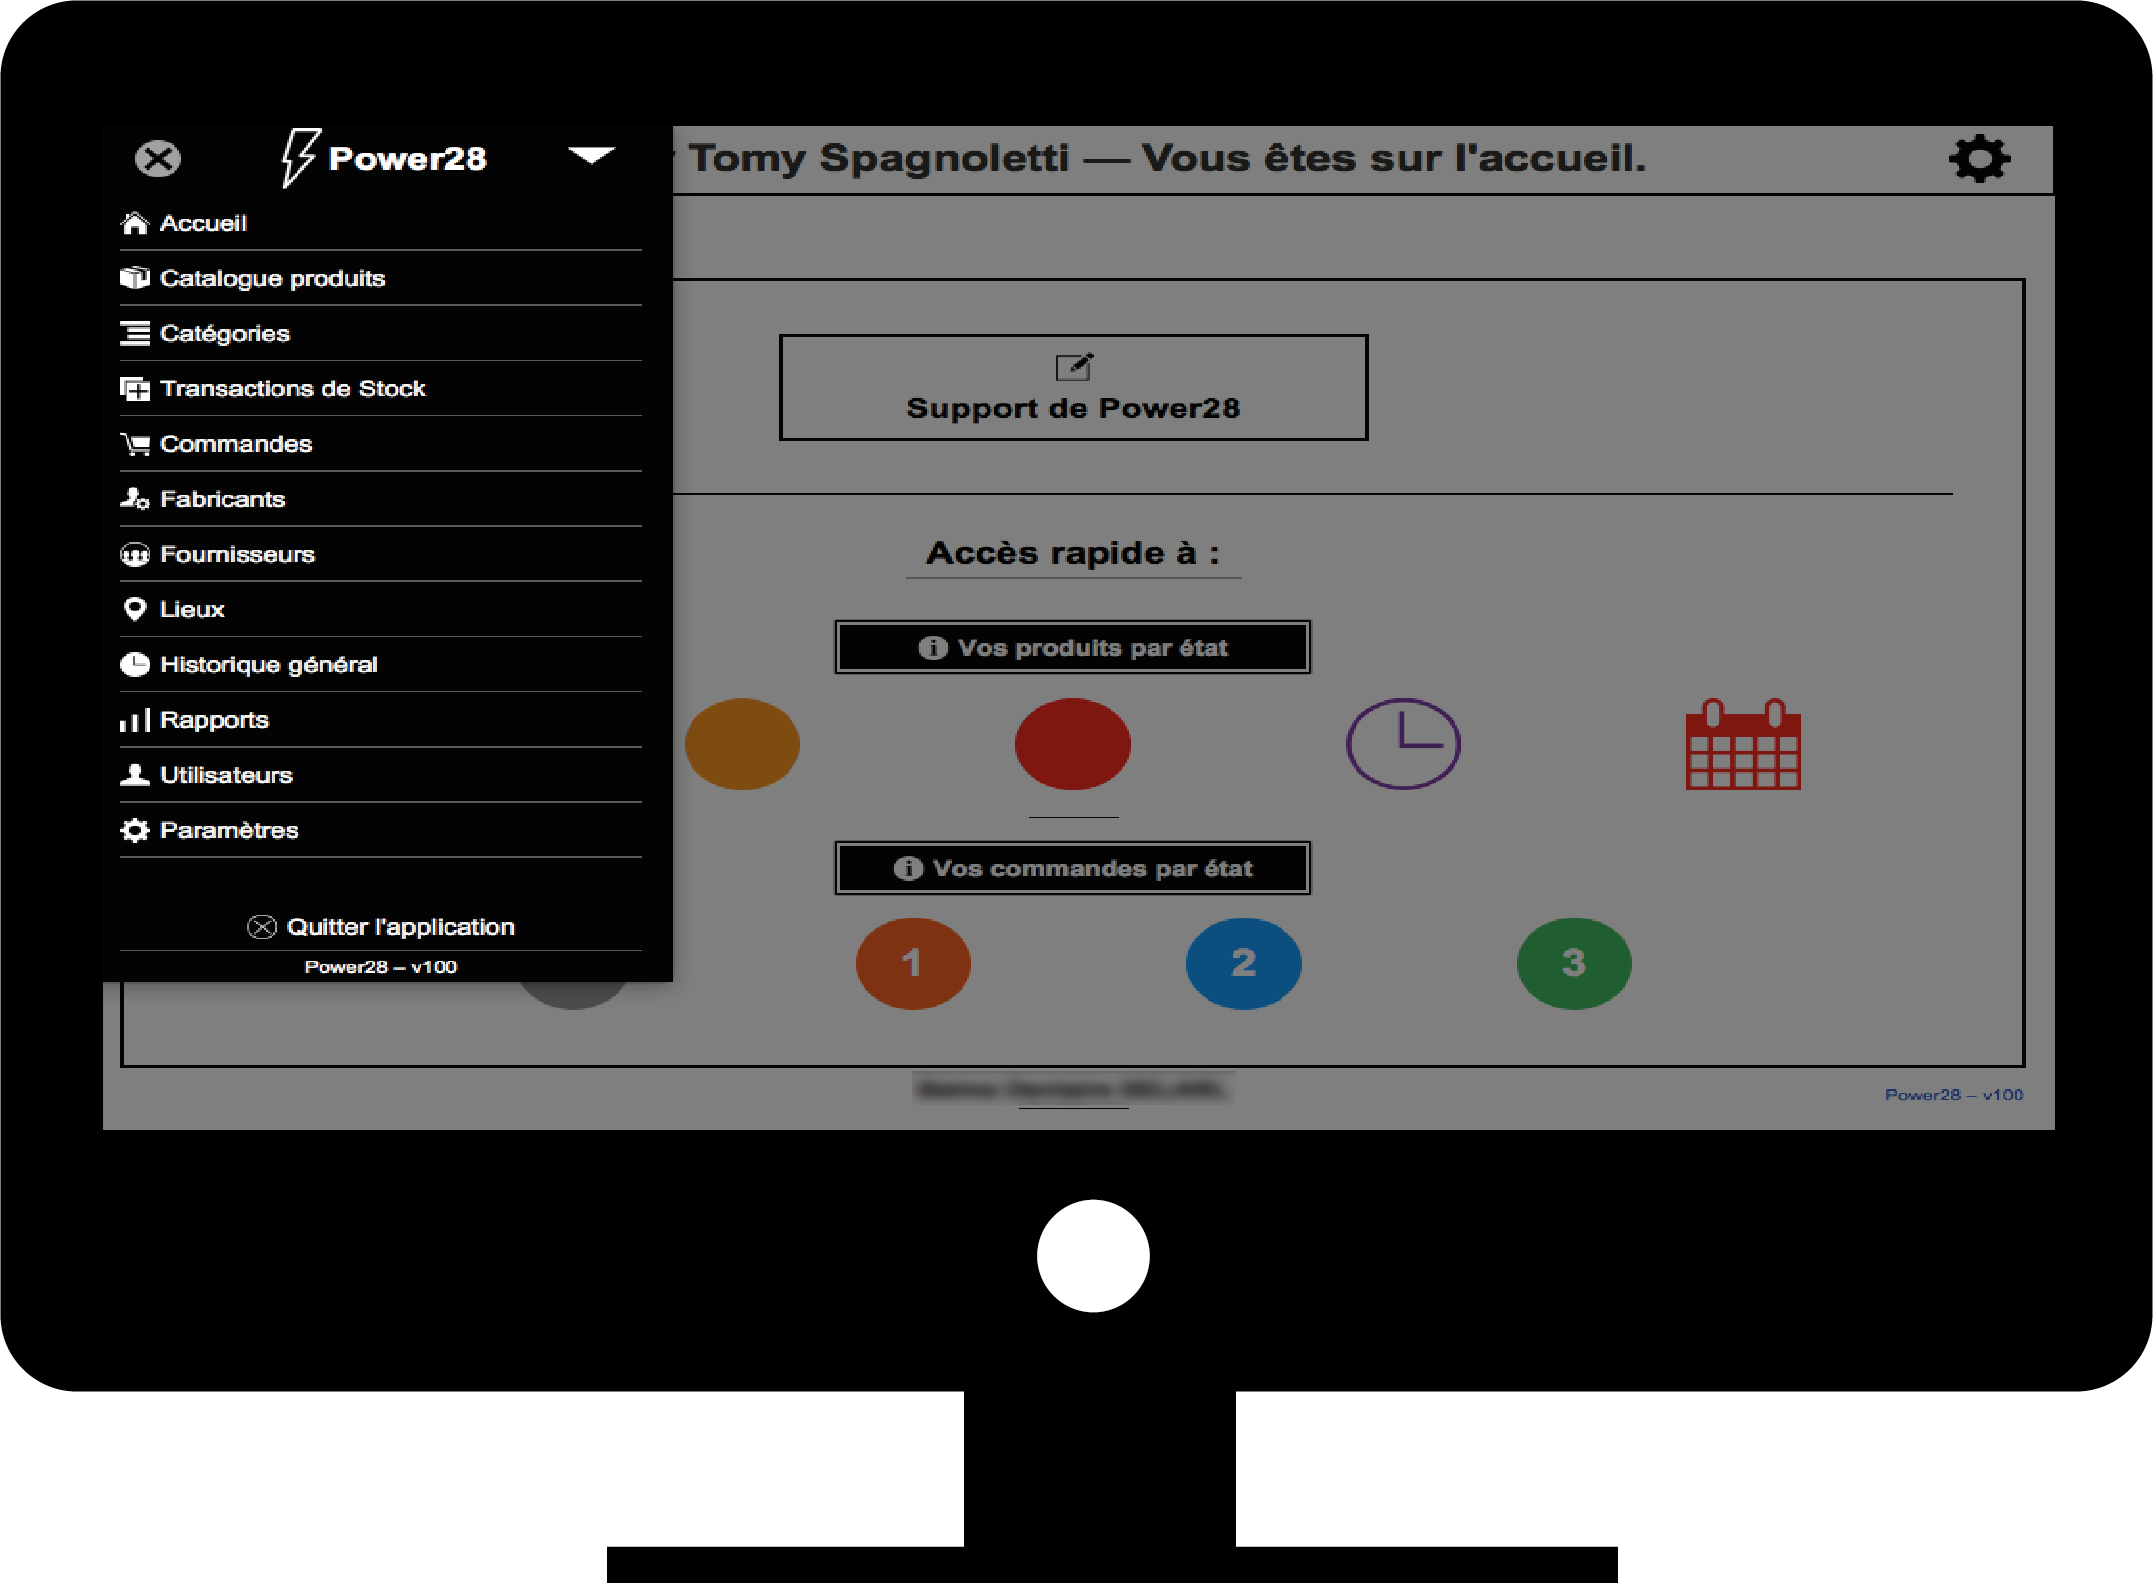 Power28
Tomy Spagnoletti — Vous êtes sur l'accueil.
Accueil
Catalogue produits
Catégories
Transactions de Stock
Commandes
Fabricants
Fournisseurs
Lieux
Historique général
Rapports
Utilisateurs
Paramètres
Quitter l'application
Power28 – v100
Support de Power28
Accès rapide à :
Vos produits par état
Vos commandes par état
1
2
3
Power28 – v100